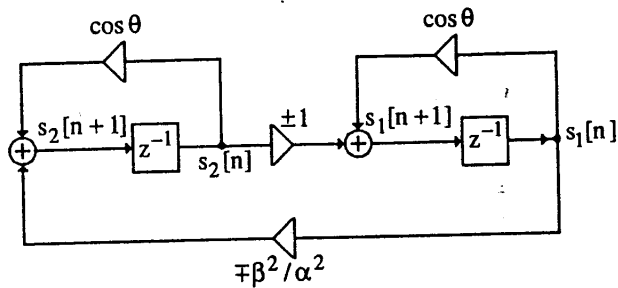 cos θ
cos θ
s₂[n + 1]
z⁻¹
s₂[n]
±1
s₁[n+1]
z⁻¹
s₁[n]
∓β²/α²